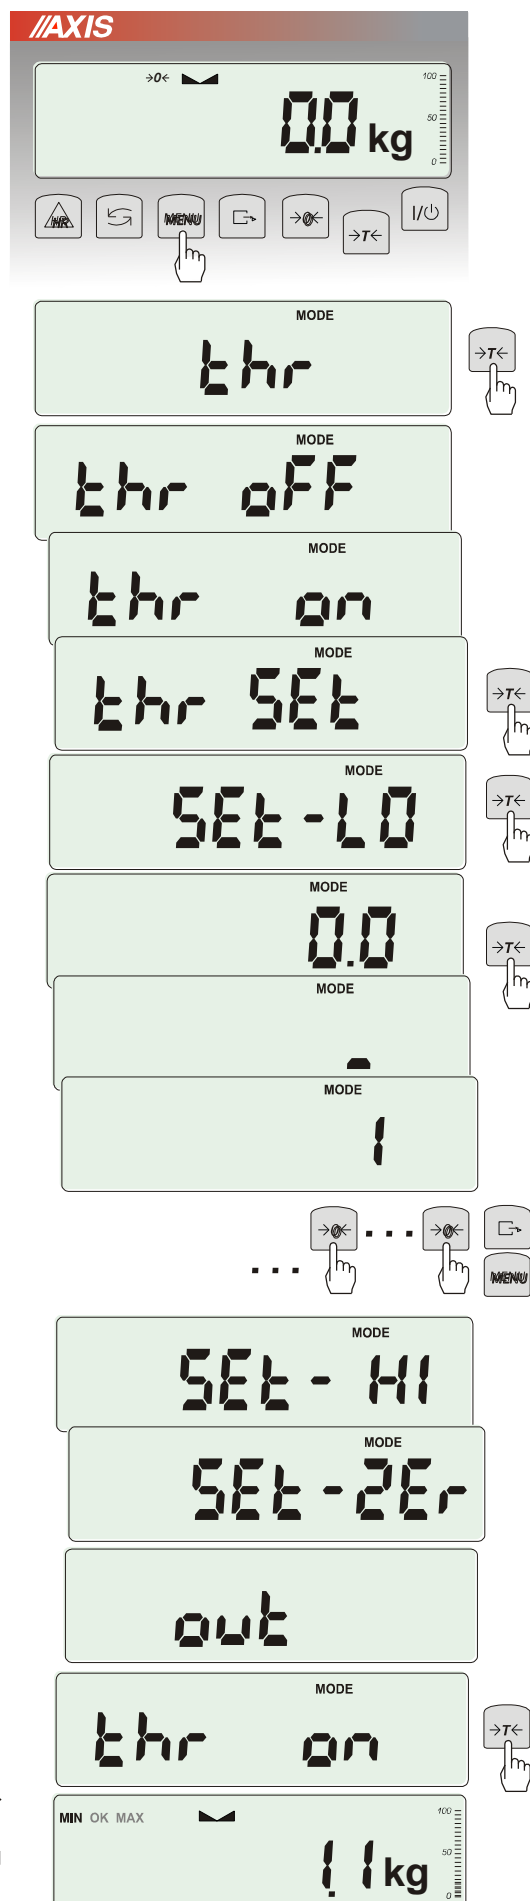 AXIS
→0← 100
50
0.0 kg
0
HR MENU →0← →T← I/
MODE
thr →T←
MODE
thr oFF
MODE
thr on
MODE
thr SEt →T←
MODE
SEt-LO →T←
MODE
0.0 →T←
MODE
-
MODE
1
→0← ... →0←
... MENU
MODE
SEt- HI
MODE
SEt-2Er
out
MODE
thr on →T←
MIN OK MAX 100
50
1.1 kg
0